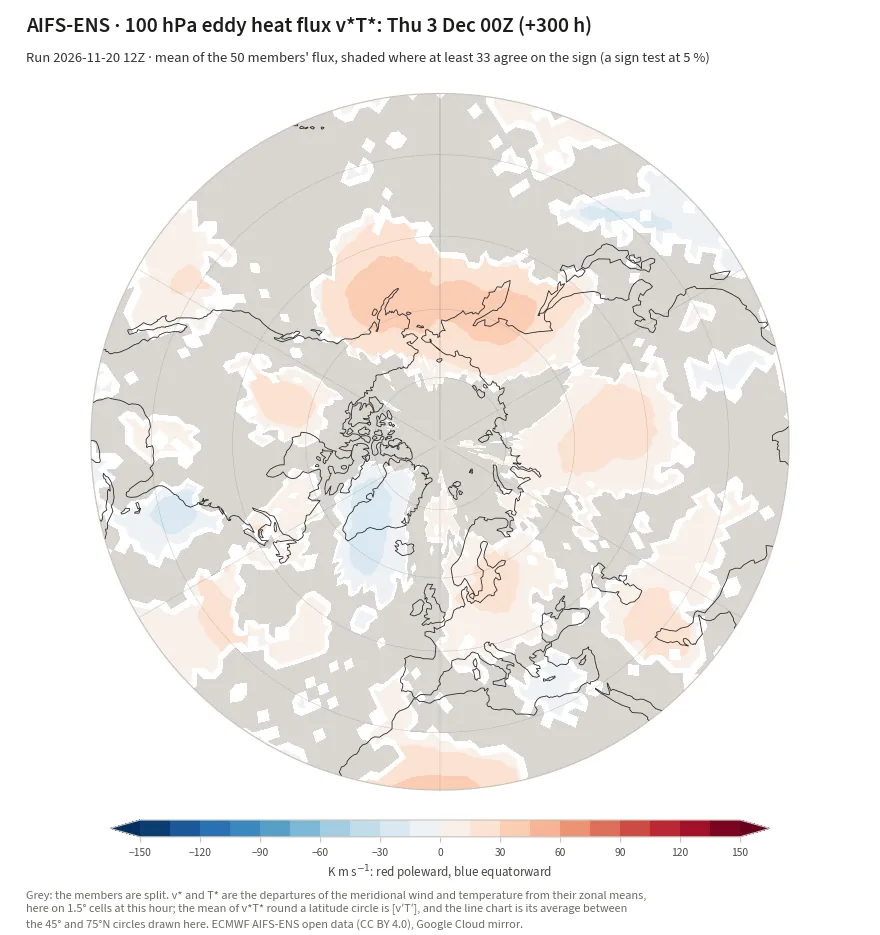 AIFS-ENS · 100 hPa eddy heat flux v*T*: Thu 3 Dec 00Z (+300 h)
Run 2026-11-20 12Z · mean of the 50 members' flux, shaded where at least 33 agree on the sign (a sign test at 5 %)
−150 −120 −90 −60 −30 0 30 60 90 120 150
K m s⁻¹: red poleward, blue equatorward
Grey: the members are split. v* and T* are the departures of the meridional wind and temperature from their zonal means,
here on 1.5° cells at this hour; the mean of v*T* round a latitude circle is [v'T'], and the line chart is its average between
the 45° and 75°N circles drawn here. ECMWF AIFS-ENS open data (CC BY 4.0), Google Cloud mirror.